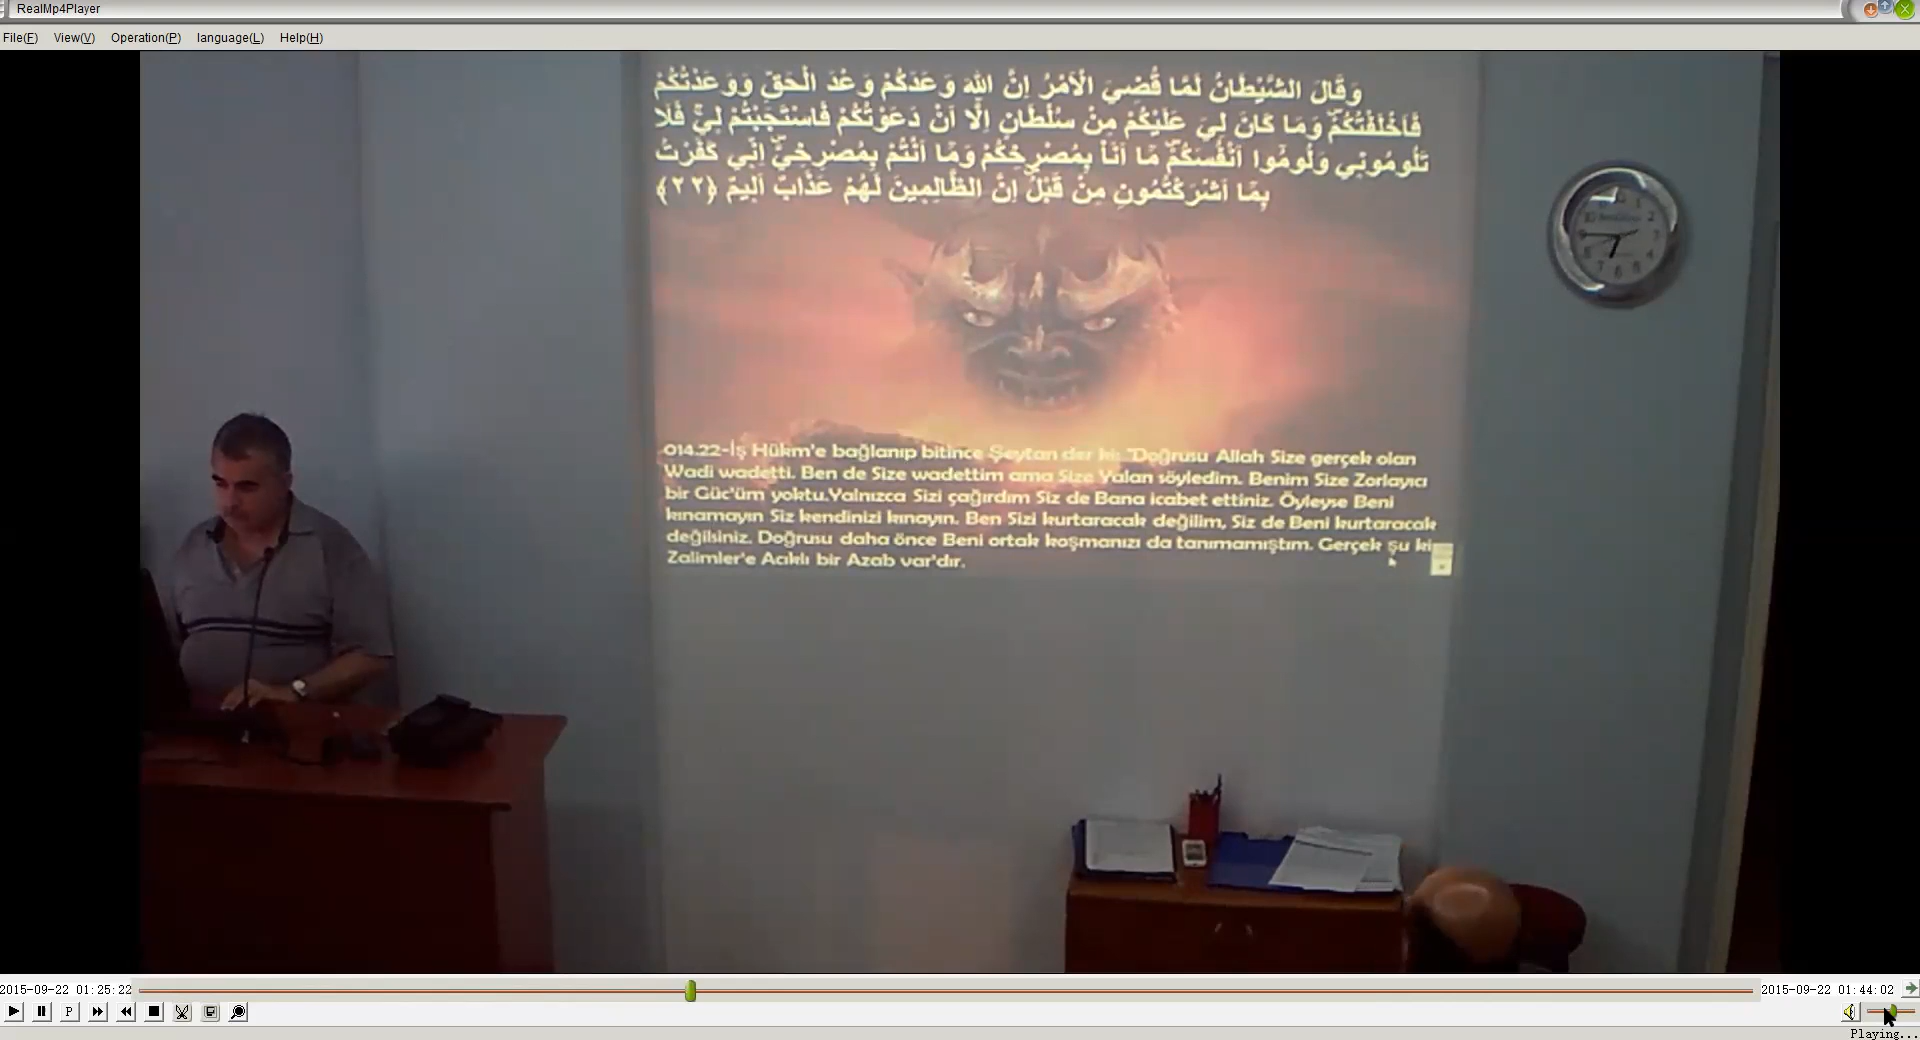 RealMp4Player
File(F) View(V) Operation(P) language(L) Help(H)
وَقَالَ الشَّيْطَانُ لَمَّا قُضِيَ الْاَمْرُ اِنَّ اللّٰهَ وَعَدَكُمْ وَعْدَ الْحَقِّ وَوَعَدْتُكُمْ
فَاَخْلَفْتُكُمْ وَمَا كَانَ لِيَ عَلَيْكُمْ مِنْ سُلْطَانٍ اِلَّا اَنْ دَعَوْتُكُمْ فَاسْتَجَبْتُمْ لِي فَلَا
تَلُومُونِي وَلُومُوا اَنْفُسَكُمْ مَا اَنَا بِمُصْرِخِكُمْ وَمَا اَنْتُمْ بِمُصْرِخِيَّ اِنِّي كَفَرْتُ
بِمَا اَشْرَكْتُمُونِ مِنْ قَبْلُ اِنَّ الظَّالِمِينَ لَهُمْ عَذَابٌ اَلِيمٌ ﴿٢٢﴾
014.22-İş Hükm'e bağlanıp bitince Şeytan der ki: "Doğrusu Allah Size gerçek olan
Wadi wadetti. Ben de Size wadettim ama Size Yalan söyledim. Benim Size Zorlayıcı
bir Güc'üm yoktu.Yalnızca Sizi çağırdım Siz de Bana icabet ettiniz. Öyleyse Beni
kınamayın Siz kendinizi kınayın. Ben Sizi kurtaracak değilim, Siz de Beni kurtaracak
değilsiniz. Doğrusu daha önce Beni ortak koşmanızı da tanımamıştım. Gerçek şu ki
Zalimler'e Acıklı bir Azab var'dır.
2015-09-22 01:25:22
2015-09-22 01:44:02
P
Playing...